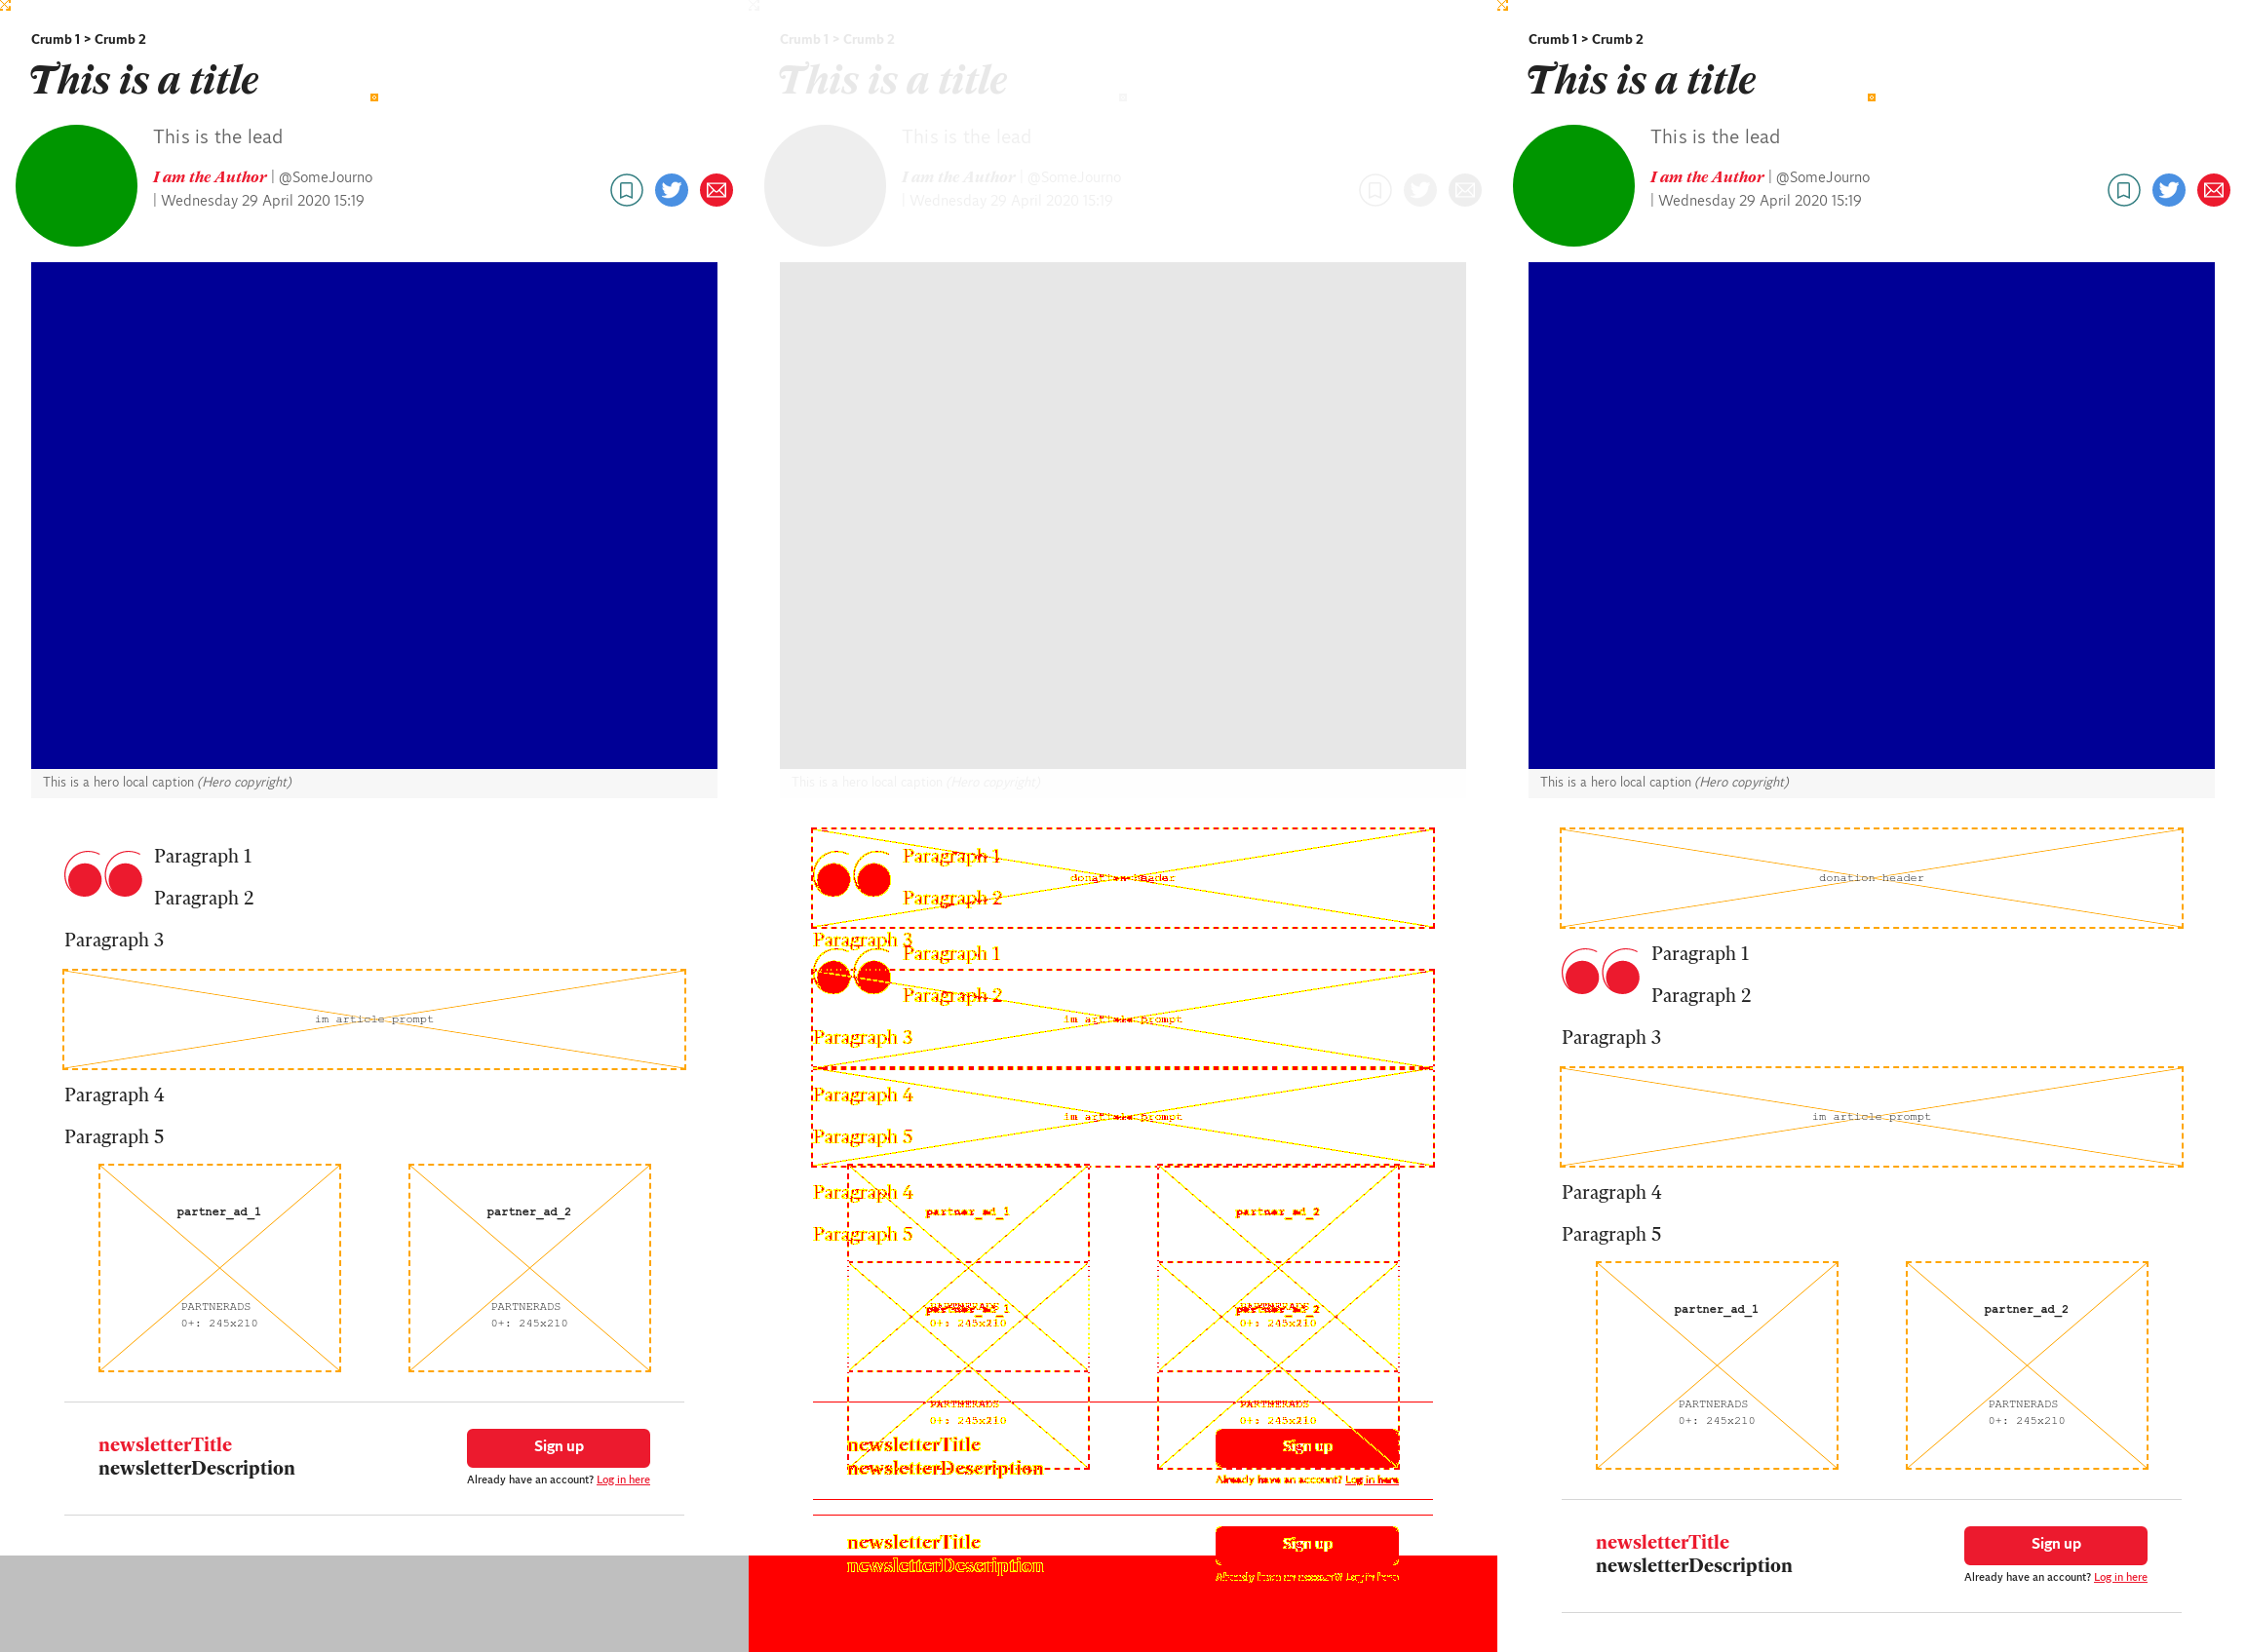 Crumb 1 > Crumb 2
This is a title
This is the lead
I am the Author | @SomeJourno
| Wednesday 29 April 2020 15:19
This is a hero local caption (Hero copyright)
Paragraph 1
Paragraph 2
Paragraph 3
im article prompt
Paragraph 4
Paragraph 5
partner_ad_1
partner_ad_2
PARTNERADS
0+: 245x210
PARTNERADS
0+: 245x210
newsletterTitle
newsletterDescription
Sign up
Already have an account? Log in here
Crumb 1 > Crumb 2
This is a title
This is the lead
I am the Author | @SomeJourno
| Wednesday 29 April 2020 15:19
This is a hero local caption (Hero copyright)
Paragraph 1
donation header
Paragraph 2
Paragraph 3
Paragraph 1
Paragraph 2
im article prompt
Paragraph 3
Paragraph 4
im article prompt
Paragraph 5
Paragraph 4
partner_ad_1
partner_ad_2
Paragraph 5
partner_ad_1
partner_ad_2
0+: 245x210
0+: 245x210
PARTNERADS
0+: 245x210
PARTNERADS
0+: 245x210
newsletterTitle
newsletterDescription
Sign up
Already have an account? Log in here
newsletterTitle
newsletterDescription
Sign up
Already have an account? Log in here
Crumb 1 > Crumb 2
This is a title
This is the lead
I am the Author | @SomeJourno
| Wednesday 29 April 2020 15:19
This is a hero local caption (Hero copyright)
donation header
Paragraph 1
Paragraph 2
Paragraph 3
im article prompt
Paragraph 4
Paragraph 5
partner_ad_1
partner_ad_2
PARTNERADS
0+: 245x210
PARTNERADS
0+: 245x210
newsletterTitle
newsletterDescription
Sign up
Already have an account? Log in here